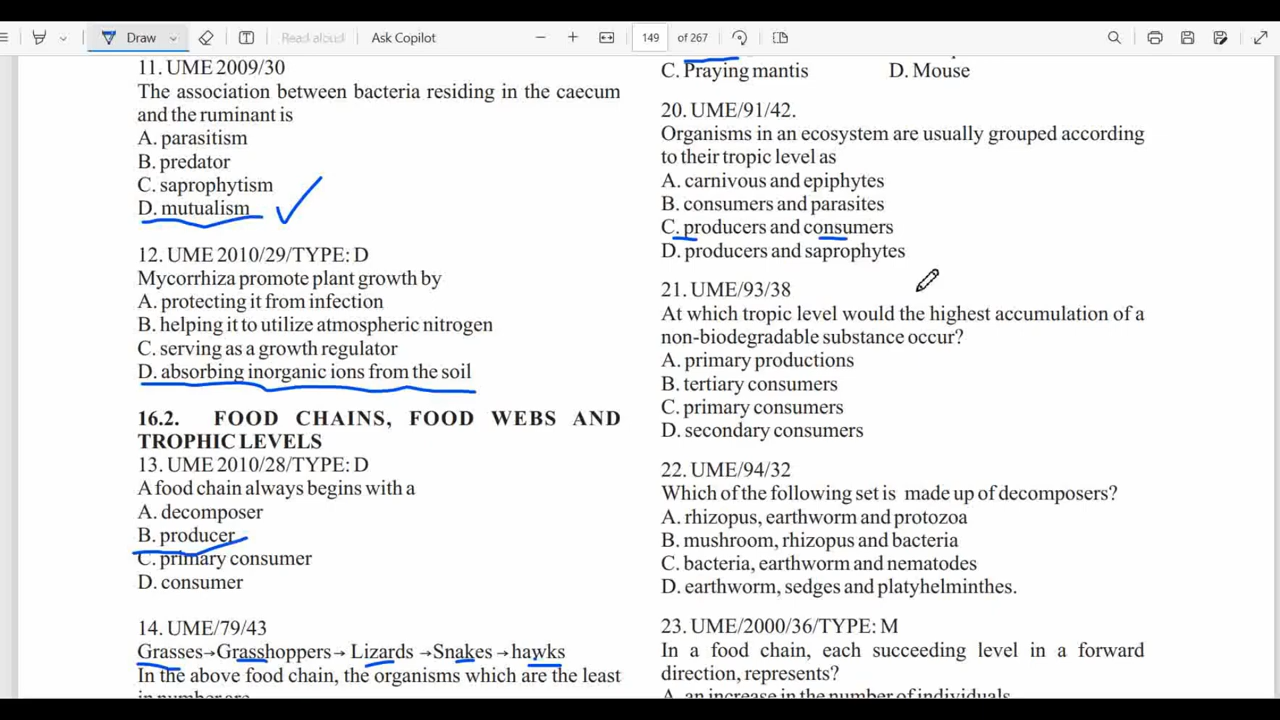 Draw
Read aloud
Ask Copilot
149
of 267
11. UME 2009/30
The association between bacteria residing in the caecum
and the ruminant is
A. parasitism
B. predator
C. saprophytism
D. mutualism
12. UME 2010/29/TYPE: D
Mycorrhiza promote plant growth by
A. protecting it from infection
B. helping it to utilize atmospheric nitrogen
C. serving as a growth regulator
D. absorbing inorganic ions from the soil
16.2. FOOD CHAINS, FOOD WEBS AND
TROPHIC LEVELS
13. UME 2010/28/TYPE: D
A food chain always begins with a
A. decomposer
B. producer
C. primary consumer
D. consumer
14. UME/79/43
Grasses→Grasshoppers→ Lizards →Snakes →hawks
In the above food chain, the organisms which are the least
in number are
C. Praying mantis D. Mouse
20. UME/91/42.
Organisms in an ecosystem are usually grouped according
to their tropic level as
A. carnivous and epiphytes
B. consumers and parasites
C. producers and consumers
D. producers and saprophytes
21. UME/93/38
At which tropic level would the highest accumulation of a
non-biodegradable substance occur?
A. primary productions
B. tertiary consumers
C. primary consumers
D. secondary consumers
22. UME/94/32
Which of the following set is made up of decomposers?
A. rhizopus, earthworm and protozoa
B. mushroom, rhizopus and bacteria
C. bacteria, earthworm and nematodes
D. earthworm, sedges and platyhelminthes.
23. UME/2000/36/TYPE: M
In a food chain, each succeeding level in a forward
direction, represents?
A. an increase in the number of individuals